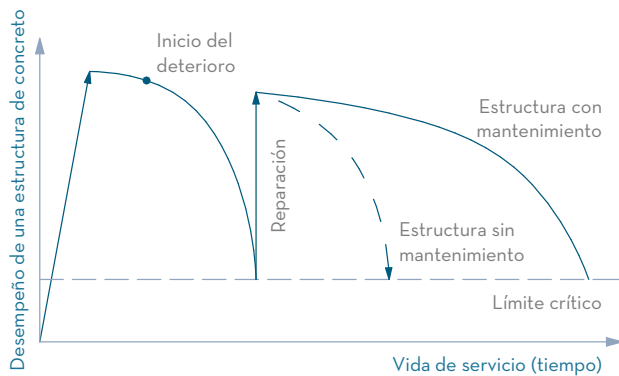 Desempeño de una estructura de concreto
Inicio del
deterioro
Reparación
Estructura con
mantenimiento
Estructura sin
mantenimiento
Límite crítico
Vida de servicio (tiempo)